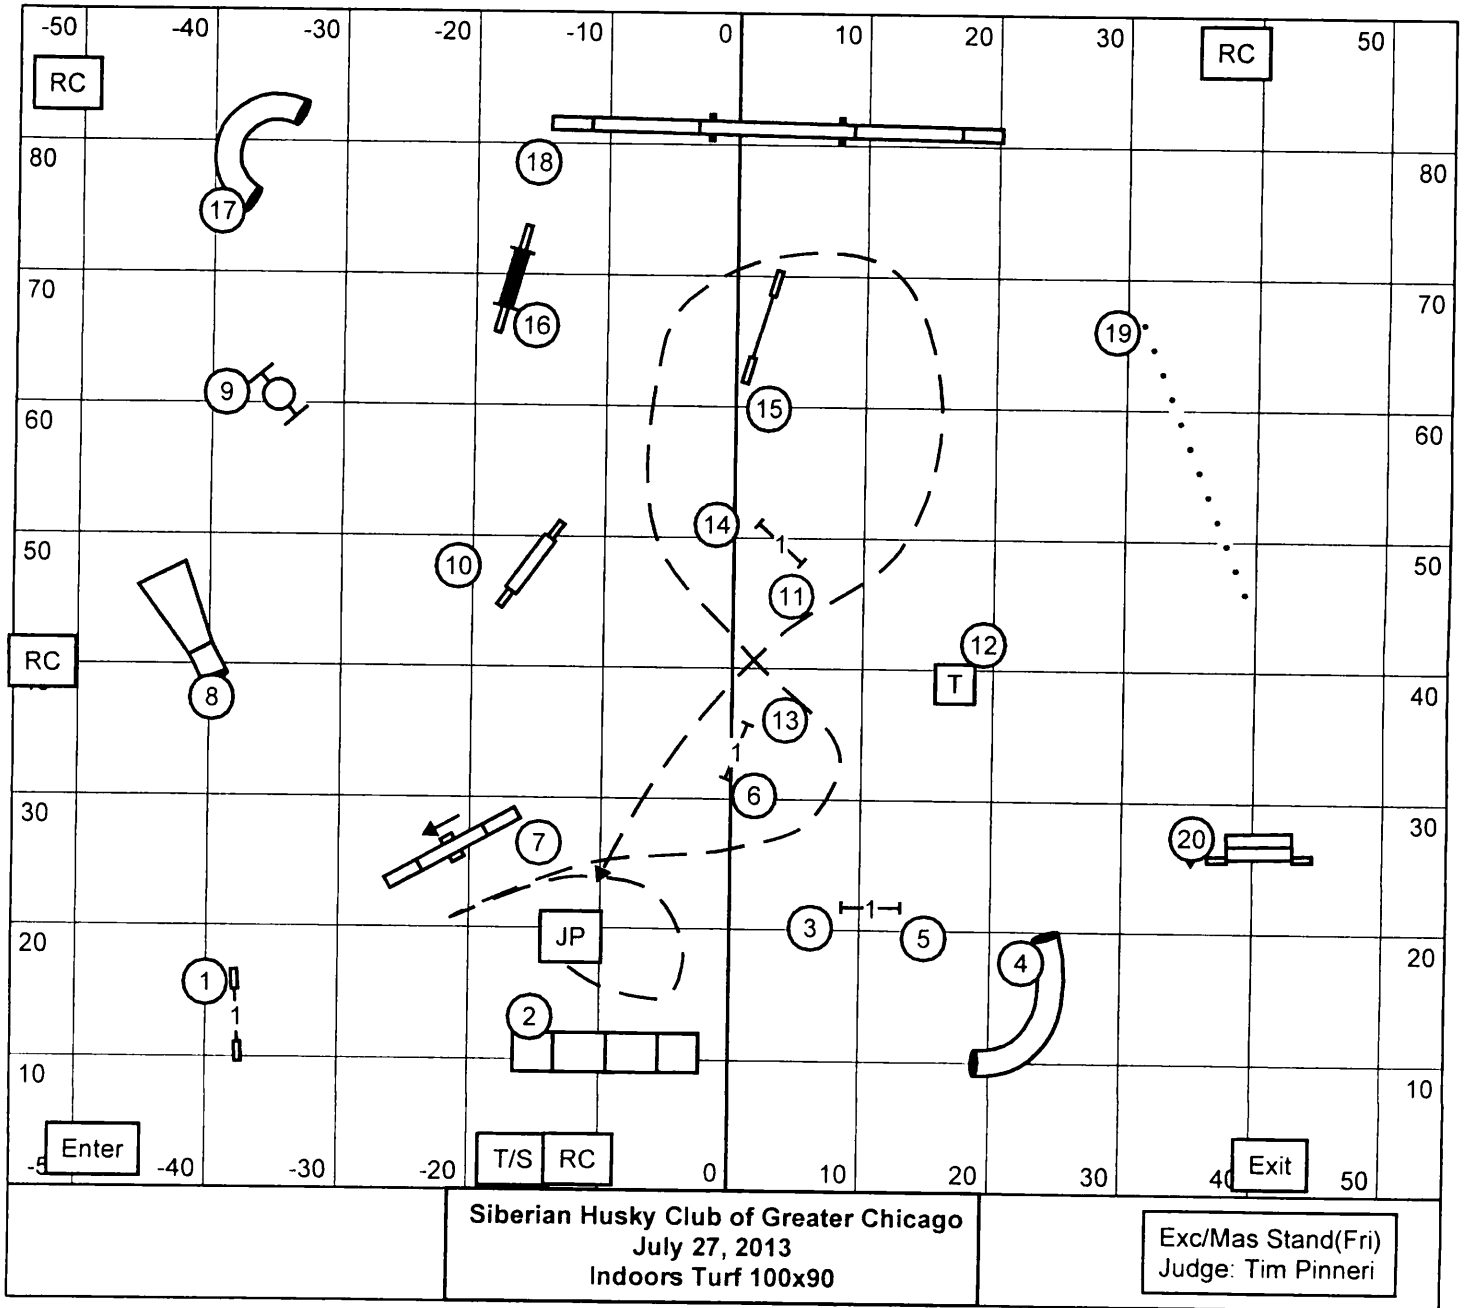 -50 -40 -30 -20 -10 0 10 20 30 50
RC RC
80 18 80
17
70 16 70
19
9 15
60 60
14 1
50 10 11 50
RC 12
8 T 40
13
1
6
30 7 30
20
3 1 5
20 JP 4 20
1
1 2
10 10
Enter T/S RC Exit
-5 -40 -30 -20 0 10 20 30 40 50
Siberian Husky Club of Greater Chicago
July 27, 2013
Indoors Turf 100x90
Exc/Mas Stand(Fri)
Judge: Tim Pinneri